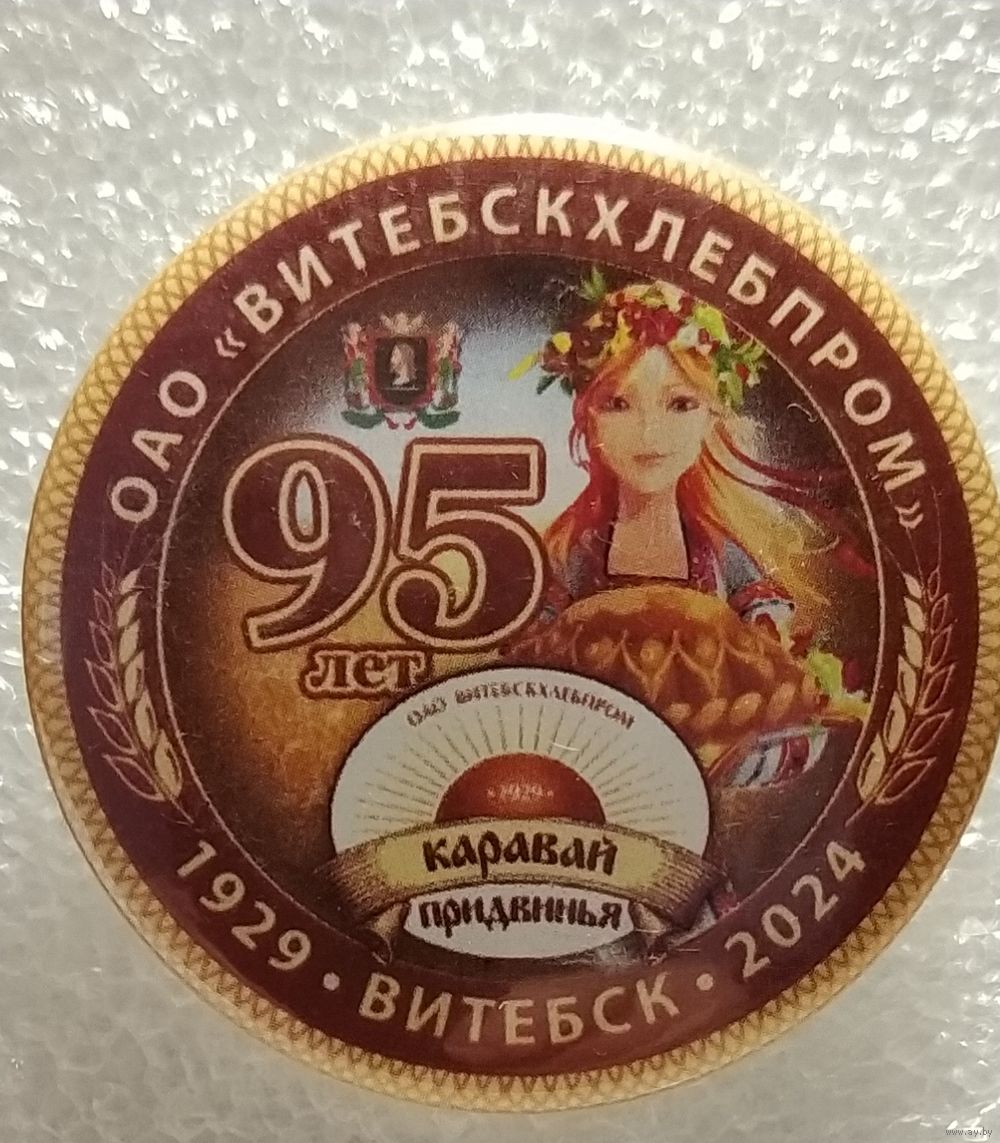 ОАО «ВИТЕБСКХЛЕБПРОМ»
95
лет
ОАО ВИТЕБСКХЛЕБПРОМ
•1929•
КАРАВАЙ
ПРИДВИНЬЯ
1929 • ВИТЕБСК • 2024
www.ay.by